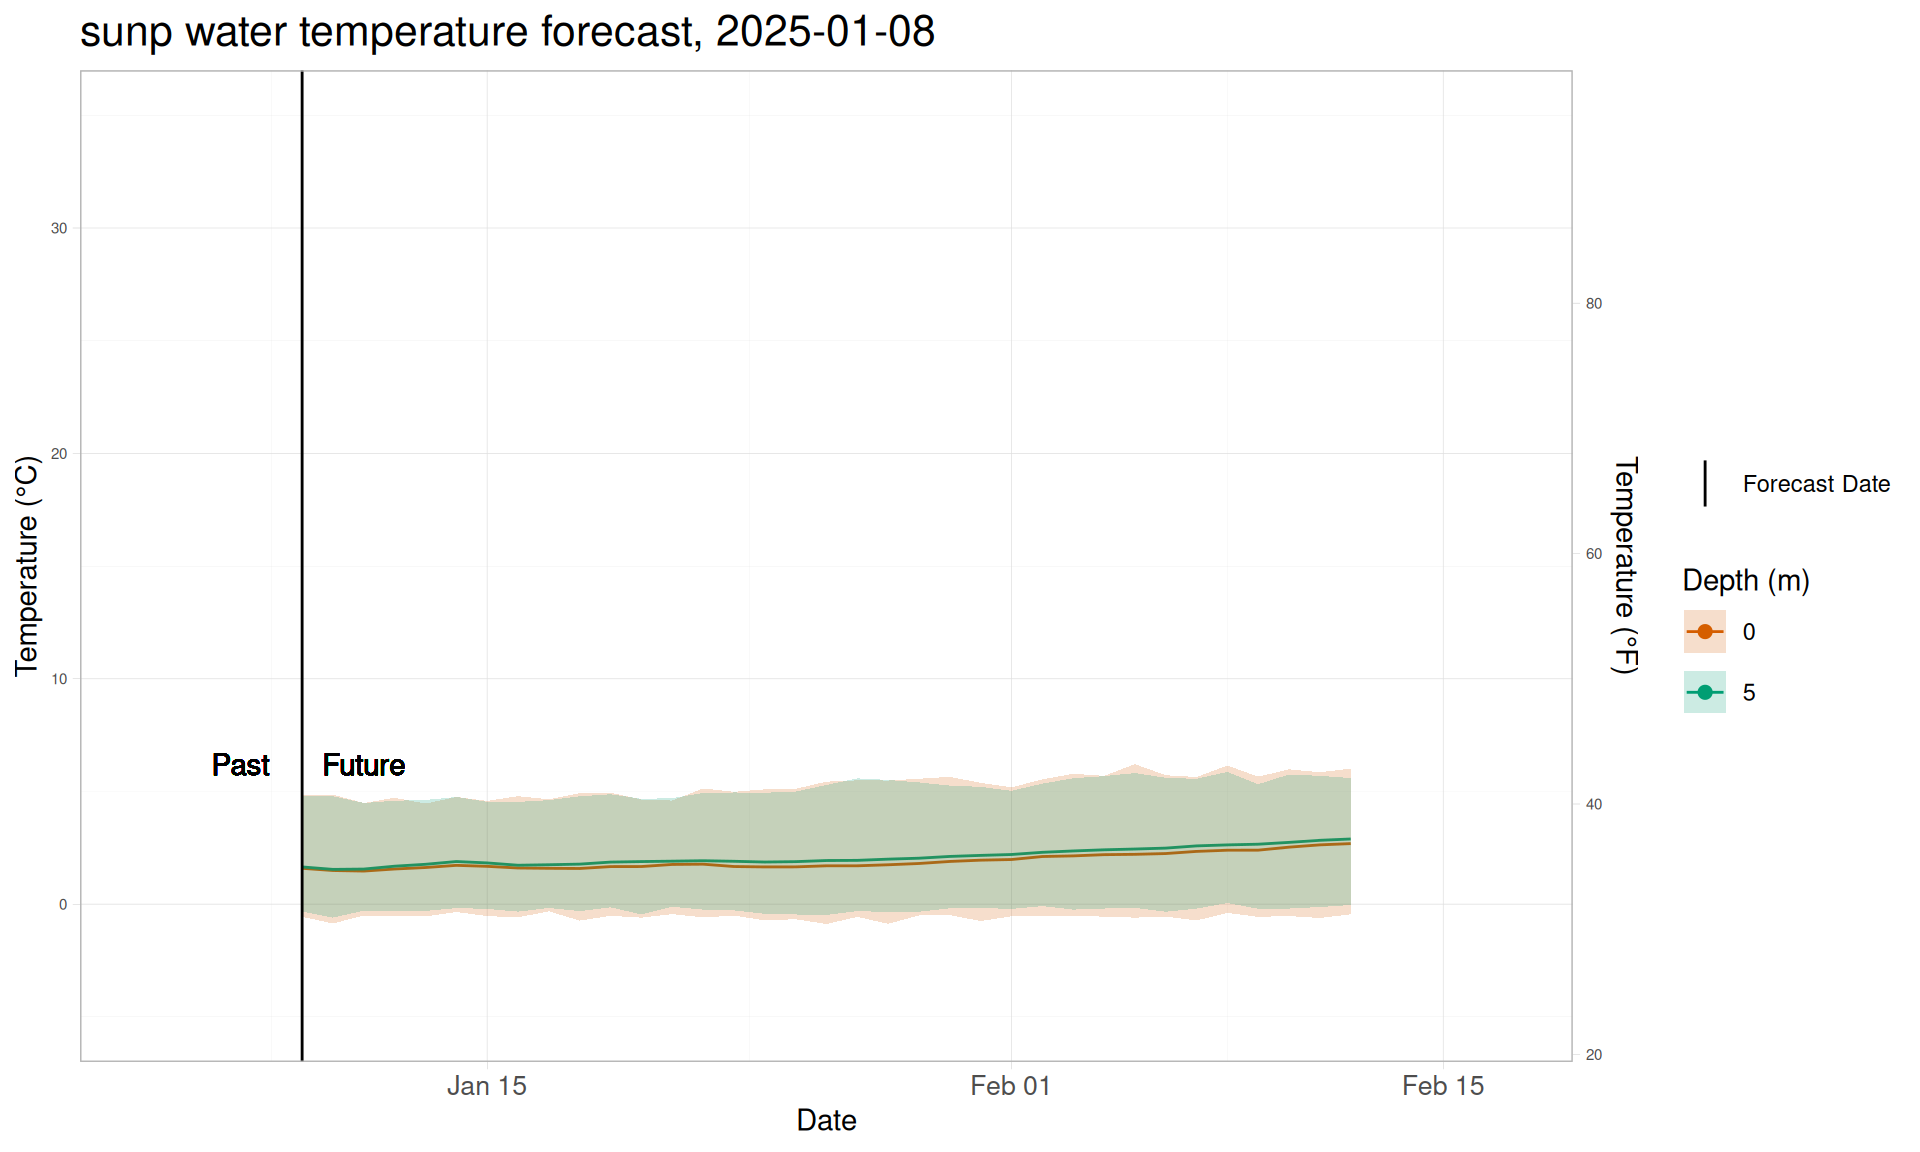 sunp water temperature forecast, 2025-01-08
30
20
10
0
Temperature (°C)
Past
Future
80
60
40
20
Temperature (°F)
Jan 15
Feb 01
Feb 15
Date
Forecast Date
Depth (m)
0
5